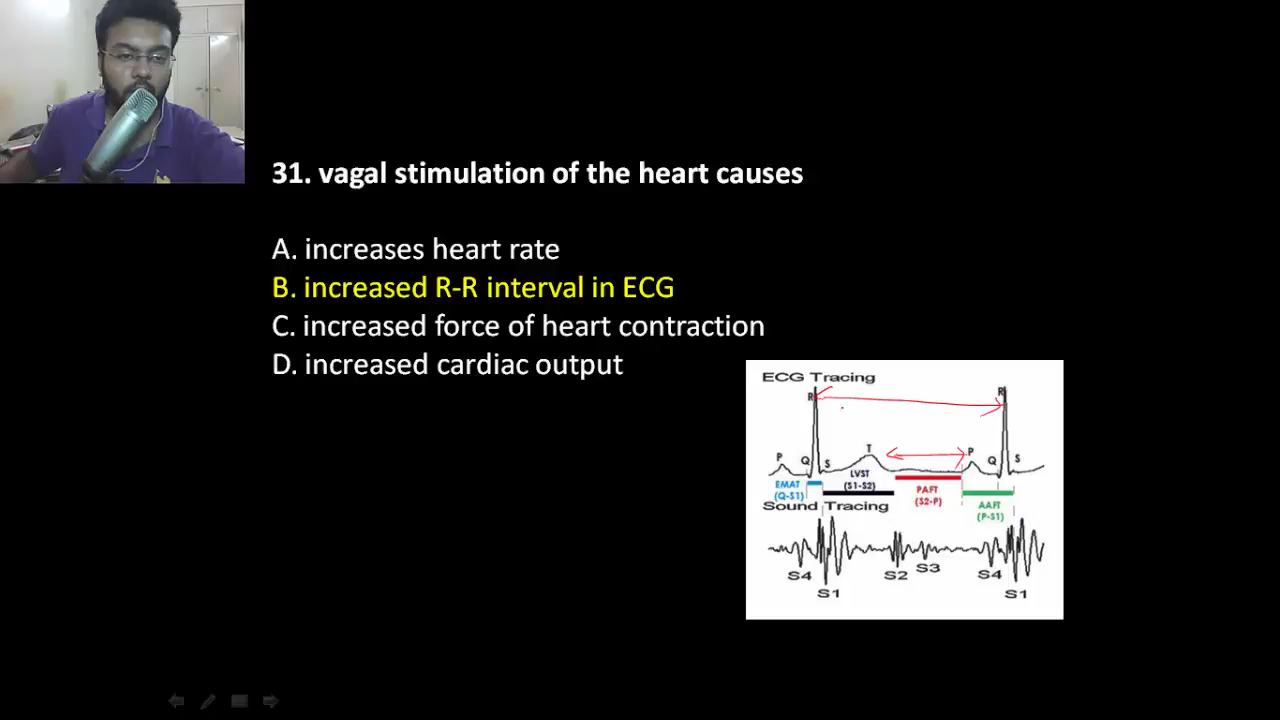 31. vagal stimulation of the heart causes
A. increases heart rate
B. increased R-R interval in ECG
C. increased force of heart contraction
D. increased cardiac output
ECG Tracing
R R
T
P Q S P Q S
EMAT (Q-S1)
LVST (S1-S2)
PAFT (S2-P)
AAFT (P-S1)
Sound Tracing
S4 S1 S2 S3 S4 S1